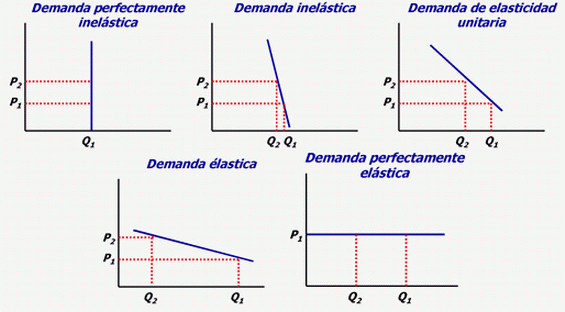 Demanda perfectamente
inelástica
Demanda inelástica
Demanda de elasticidad
unitaria
P2
P1
Q1
P2
P1
Q2 Q1
P2
P1
Q2 Q1
Demanda élastica
Demanda perfectamente
elástica
P2
P1
Q2 Q1
P1
Q2 Q1